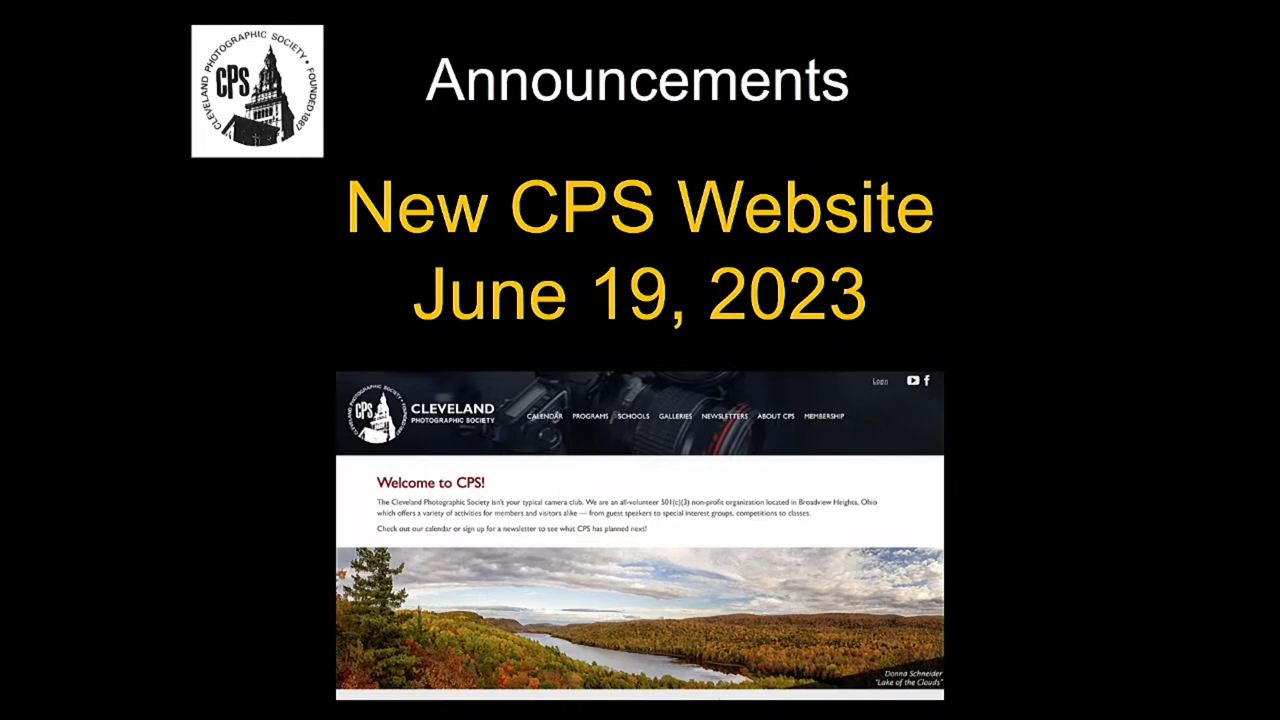 CLEVELAND PHOTOGRAPHIC SOCIETY • FOUNDED 1887
CPS
Announcements
New CPS Website
June 19, 2023
Login
CLEVELAND PHOTOGRAPHIC SOCIETY • FOUNDED
CPS
CLEVELAND
PHOTOGRAPHIC SOCIETY
CALENDAR PROGRAMS SCHOOLS GALLERIES NEWSLETTERS ABOUT CPS MEMBERSHIP
Welcome to CPS!
The Cleveland Photographic Society isn't your typical camera club. We are an all-volunteer 501(c)(3) non-profit organization located in Broadview Heights, Ohio
which offers a variety of activities for members and visitors alike — from guest speakers to special interest groups, competitions to classes.
Check out our calendar or sign up for a newsletter to see what CPS has planned next!
Donna Schneider
"Lake of the Clouds"